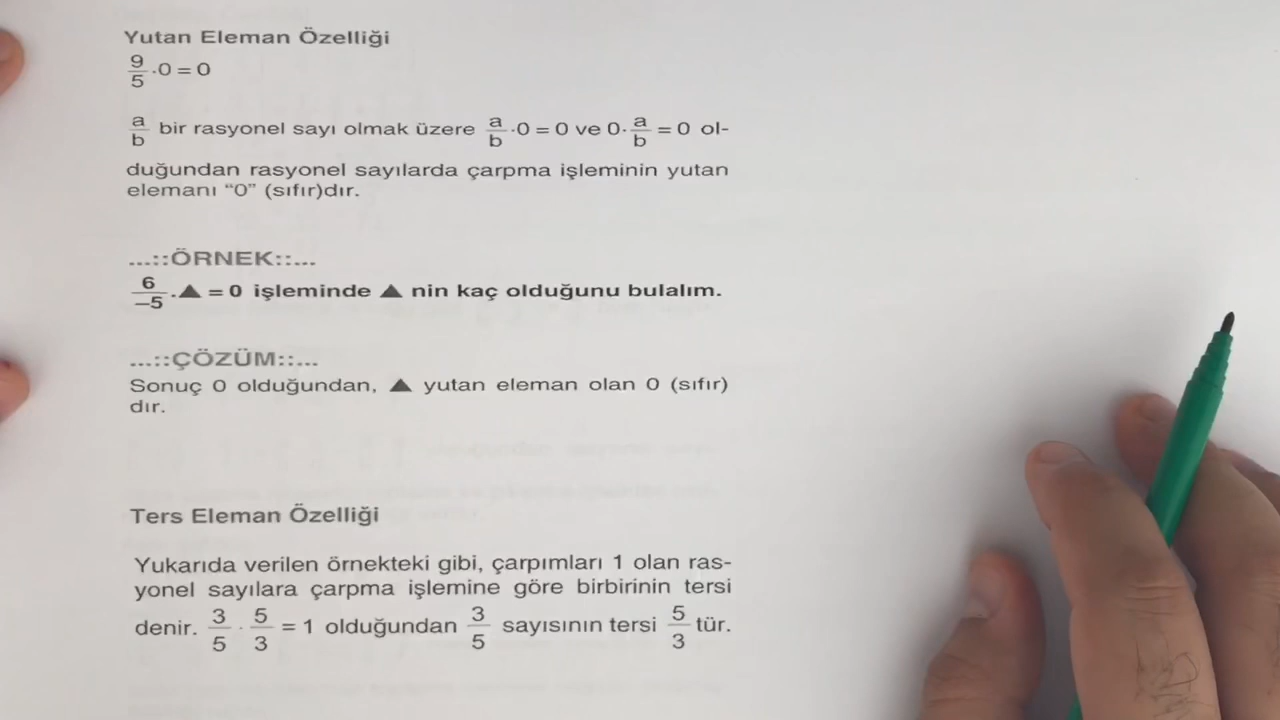 Yutan Eleman Özelliği
9/5 ·0 = 0
a/b bir rasyonel sayı olmak üzere a/b ·0 = 0 ve 0· a/b = 0 ol-
duğundan rasyonel sayılarda çarpma işleminin yutan
elemanı “0” (sıfır)dır.
...::ÖRNEK::...
6/−5 ·▲ = 0 işleminde ▲ nin kaç olduğunu bulalım.
...::ÇÖZÜM::...
Sonuç 0 olduğundan, ▲ yutan eleman olan 0 (sıfır)
dır.
Ters Eleman Özelliği
Yukarıda verilen örnekteki gibi, çarpımları 1 olan ras-
yonel sayılara çarpma işlemine göre birbirinin tersi
denir. 3/5 · 5/3 = 1 olduğundan 3/5 sayısının tersi 5/3 tür.